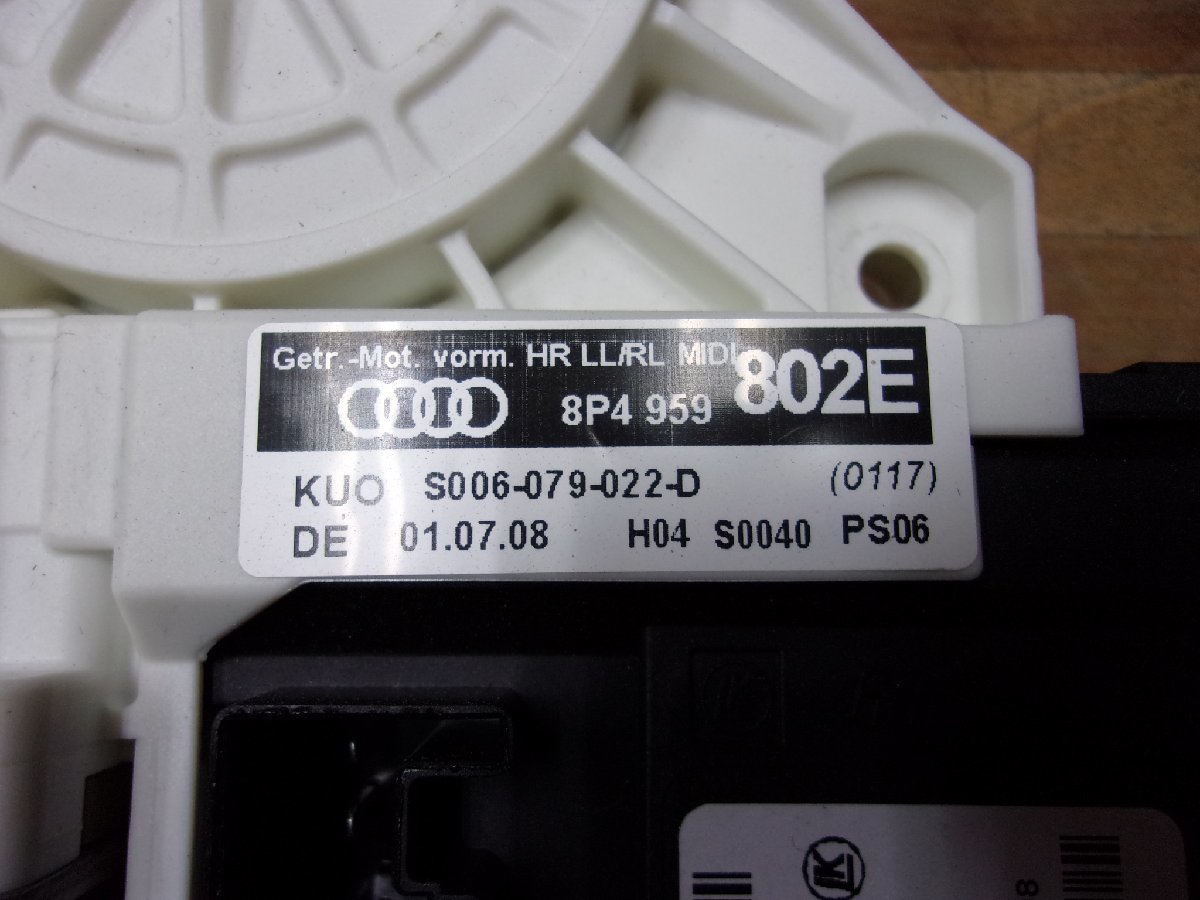 Getr.-Mot. vorm. HR LL/RL MIDI
8P4 959 802E
KUO S006-079-022-D (0117)
DE 01.07.08 H04 S0040 PS06
8